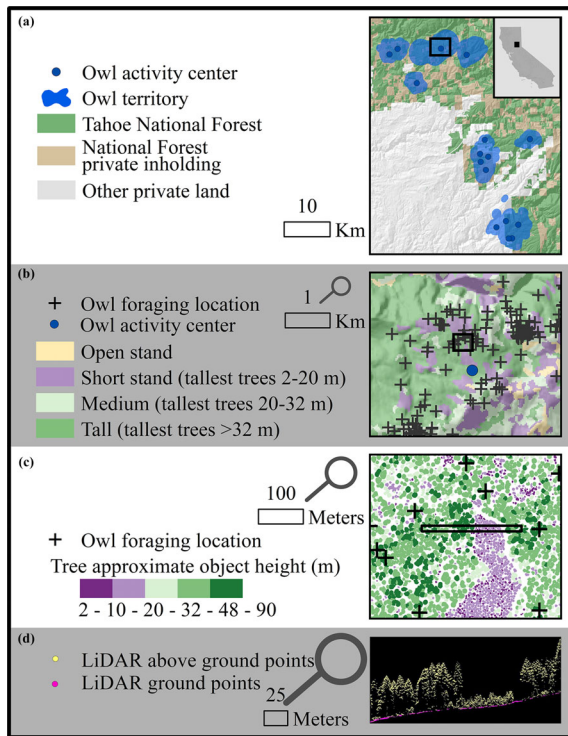 (a)
Owl activity center
Owl territory
Tahoe National Forest
National Forest
private inholding
Other private land
10
Km
(b)
Owl foraging location
Owl activity center
Open stand
Short stand (tallest trees 2-20 m)
Medium (tallest trees 20-32 m)
Tall (tallest trees >32 m)
1
Km
(c)
100
Meters
Owl foraging location
Tree approximate object height (m)
2 - 10 - 20 - 32 - 48 - 90
(d)
LiDAR above ground points
LiDAR ground points
25
Meters